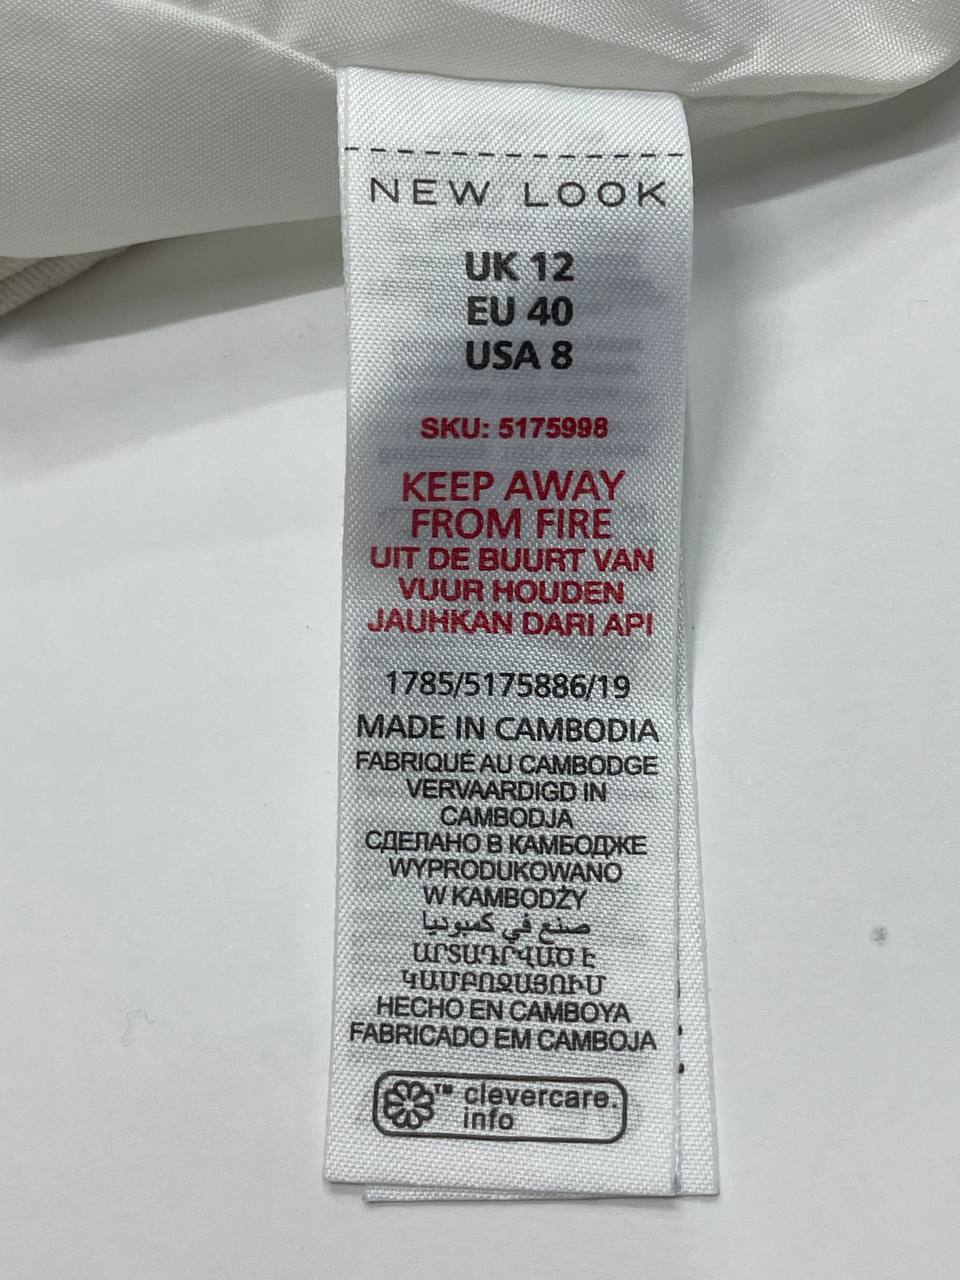 NEW LOOK
UK 12
EU 40
USA 8
SKU: 5175998
KEEP AWAY
FROM FIRE
UIT DE BUURT VAN
VUUR HOUDEN
JAUHKAN DARI API
1785/5175886/19
MADE IN CAMBODIA
FABRIQUÉ AU CAMBODGE
VERVAARDIGD IN
CAMBODJA
СДЕЛАНО В КАМБОДЖЕ
WYPRODUKOWANO
W KAMBODŻY
صنع في كمبوديا
ԱՐՏԱԴՐՎԱԾ Է
ԿԱՄԲՈՋԱՅՈՒՄ
HECHO EN CAMBOYA
FABRICADO EM CAMBOJA
™ clevercare.
info